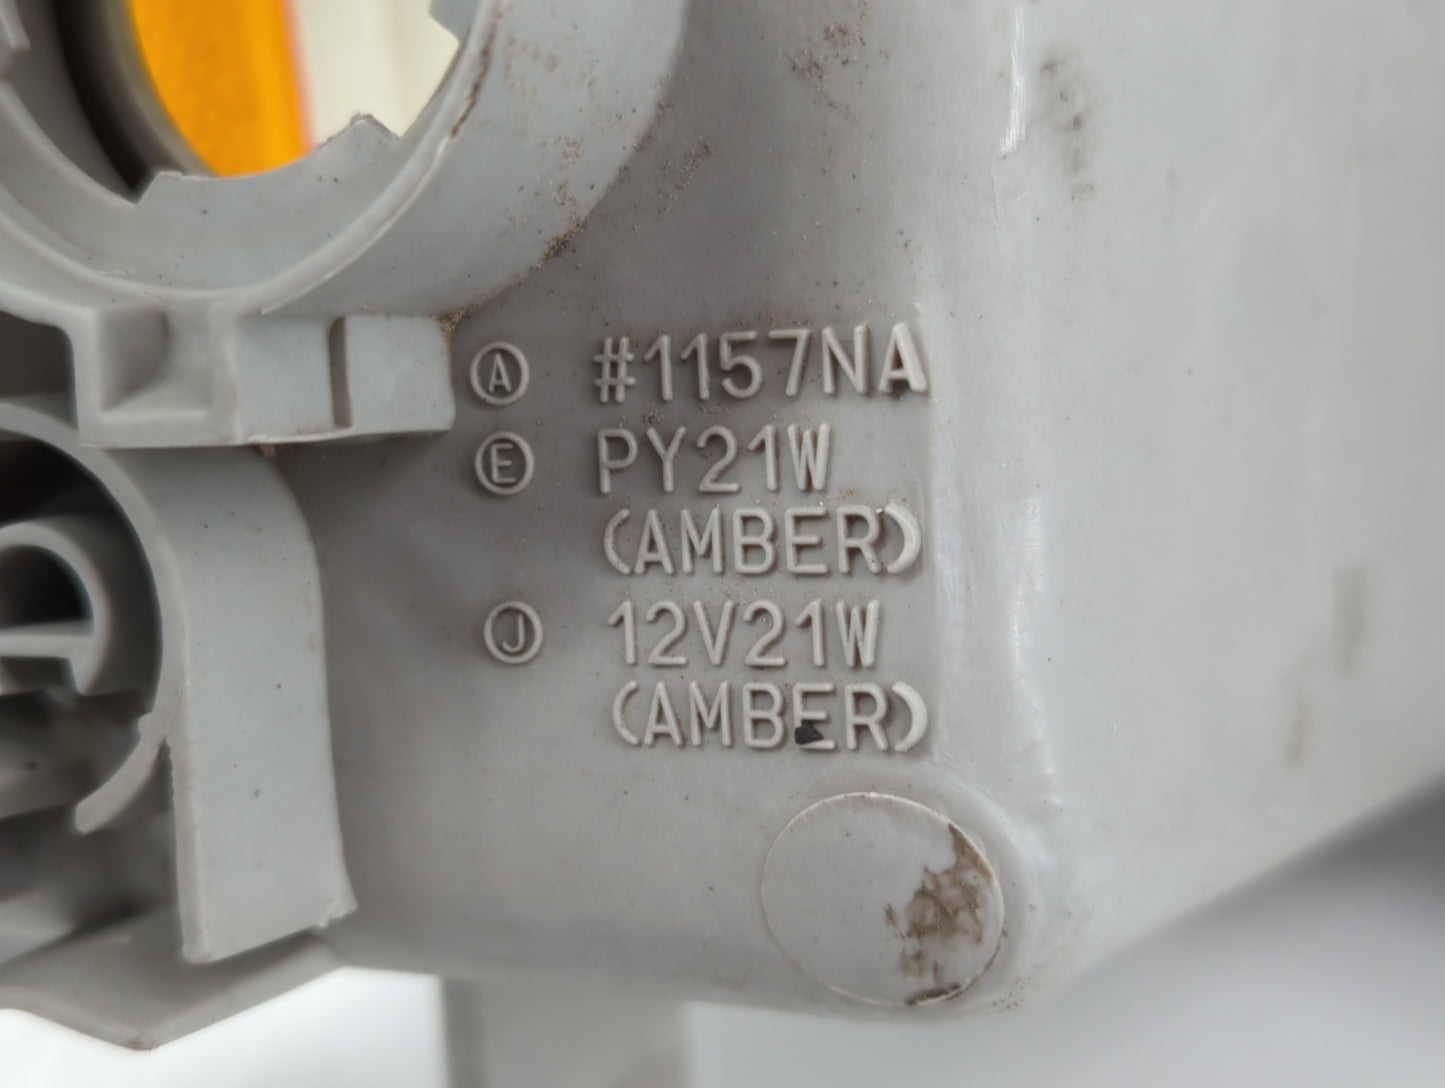 Ⓐ #1157NA
Ⓔ PY21W
(AMBER)
Ⓙ 12V21W
(AMBER)